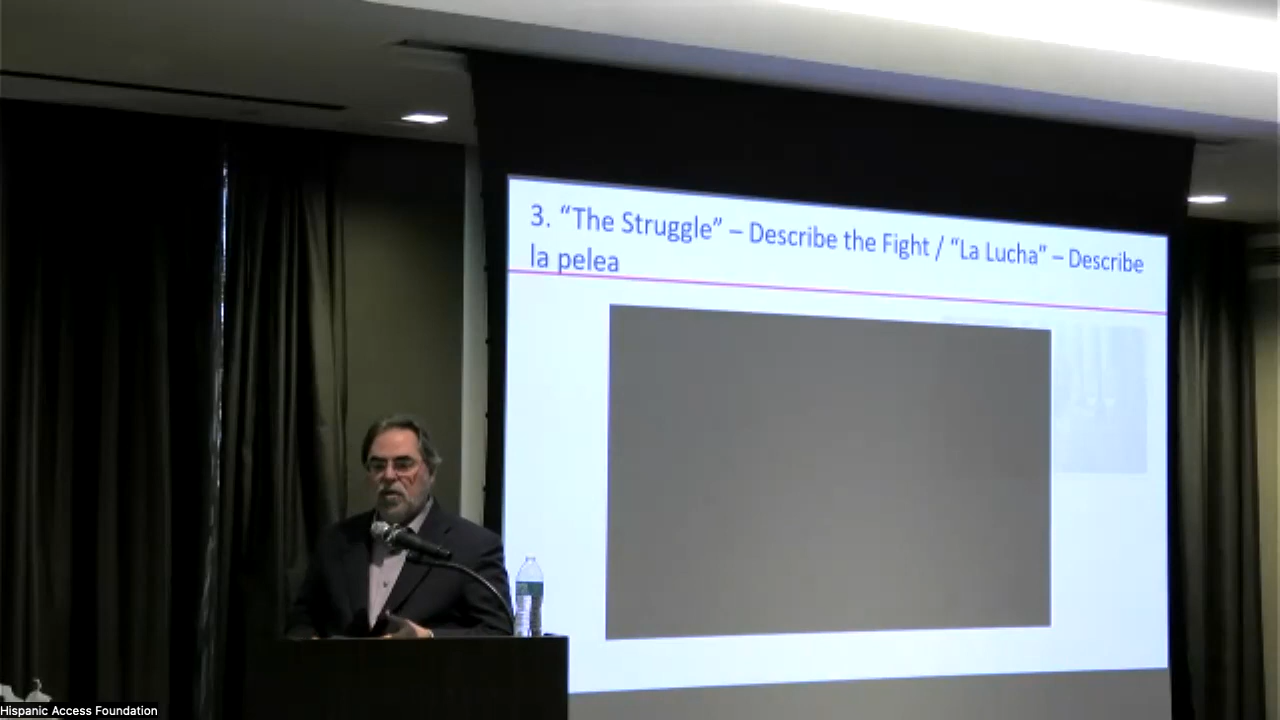 3. “The Struggle” – Describe the Fight / “La Lucha” – Describe
la pelea
Hispanic Access Foundation